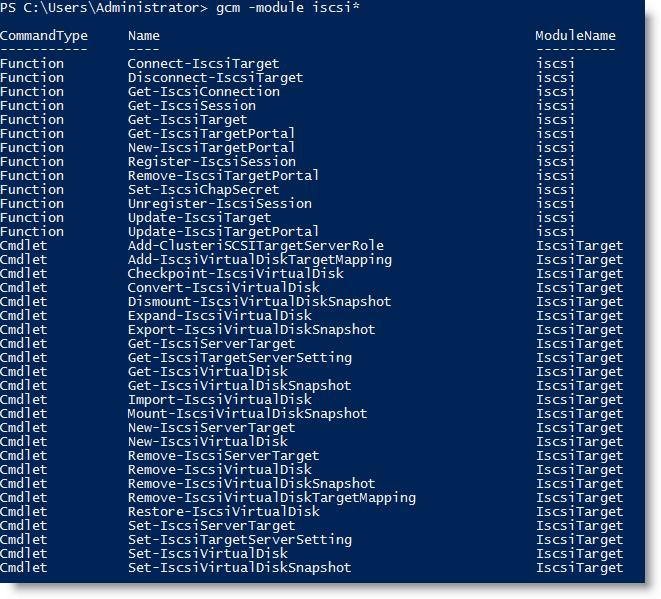 PS C:\Users\Administrator> gcm -module iscsi*
CommandType Name ModuleName
----------- ---- ----------
Function Connect-IscsiTarget iscsi
Function Disconnect-IscsiTarget iscsi
Function Get-IscsiConnection iscsi
Function Get-IscsiSession iscsi
Function Get-IscsiTarget iscsi
Function Get-IscsiTargetPortal iscsi
Function New-IscsiTargetPortal iscsi
Function Register-IscsiSession iscsi
Function Remove-IscsiTargetPortal iscsi
Function Set-IscsiChapSecret iscsi
Function Unregister-IscsiSession iscsi
Function Update-IscsiTarget iscsi
Function Update-IscsiTargetPortal iscsi
Cmdlet Add-ClusteriSCSITargetServerRole IscsiTarget
Cmdlet Add-IscsiVirtualDiskTargetMapping IscsiTarget
Cmdlet Checkpoint-IscsiVirtualDisk IscsiTarget
Cmdlet Convert-IscsiVirtualDisk IscsiTarget
Cmdlet Dismount-IscsiVirtualDiskSnapshot IscsiTarget
Cmdlet Expand-IscsiVirtualDisk IscsiTarget
Cmdlet Export-IscsiVirtualDiskSnapshot IscsiTarget
Cmdlet Get-IscsiServerTarget IscsiTarget
Cmdlet Get-IscsiTargetServerSetting IscsiTarget
Cmdlet Get-IscsiVirtualDisk IscsiTarget
Cmdlet Get-IscsiVirtualDiskSnapshot IscsiTarget
Cmdlet Import-IscsiVirtualDisk IscsiTarget
Cmdlet Mount-IscsiVirtualDiskSnapshot IscsiTarget
Cmdlet New-IscsiServerTarget IscsiTarget
Cmdlet New-IscsiVirtualDisk IscsiTarget
Cmdlet Remove-IscsiServerTarget IscsiTarget
Cmdlet Remove-IscsiVirtualDisk IscsiTarget
Cmdlet Remove-IscsiVirtualDiskSnapshot IscsiTarget
Cmdlet Remove-IscsiVirtualDiskTargetMapping IscsiTarget
Cmdlet Restore-IscsiVirtualDisk IscsiTarget
Cmdlet Set-IscsiServerTarget IscsiTarget
Cmdlet Set-IscsiTargetServerSetting IscsiTarget
Cmdlet Set-IscsiVirtualDisk IscsiTarget
Cmdlet Set-IscsiVirtualDiskSnapshot IscsiTarget